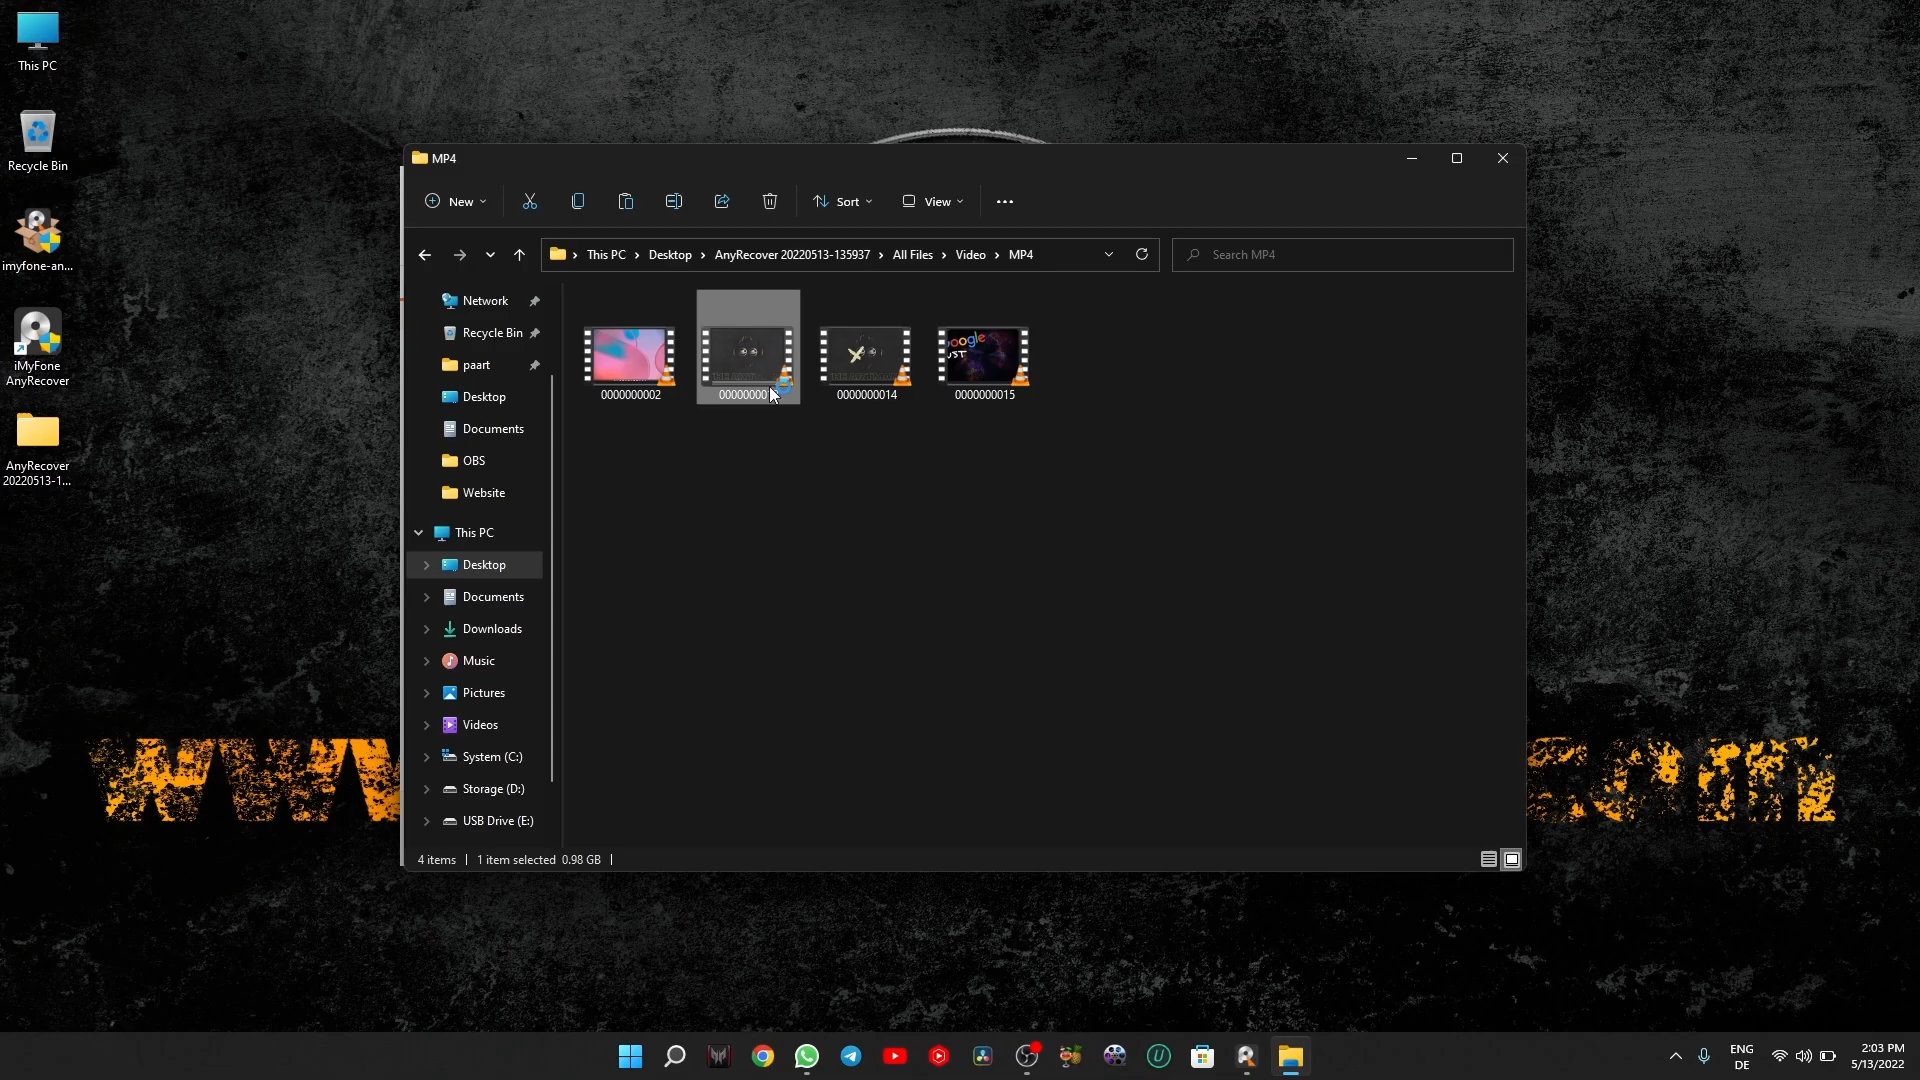 This PC
Recycle Bin
imyfone-an...
iMyFone
AnyRecover
AnyRecover
20220513-1...
MP4
New
Sort
View
This PC
Desktop
AnyRecover 20220513-135937
All Files
Video
MP4
Search MP4
Network
Recycle Bin
paart
Desktop
Documents
OBS
Website
This PC
Desktop
Documents
Downloads
Music
Pictures
Videos
System (C:)
Storage (D:)
USB Drive (E:)
0000000002
0000000014
0000000015
4 items
1 item selected 0.98 GB
ENG
DE
2:03 PM
5/13/2022